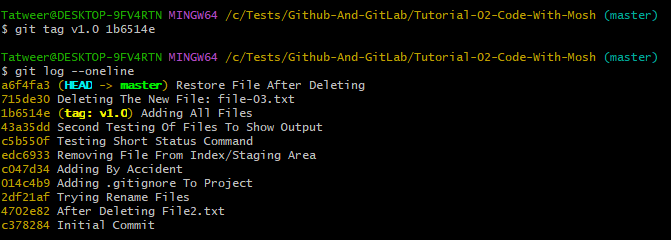 Tatweer@DESKTOP-9FV4RTN MINGW64 /c/Tests/Github-And-GitLab/Tutorial-02-Code-With-Mosh (master)
$ git tag v1.0 1b6514e
Tatweer@DESKTOP-9FV4RTN MINGW64 /c/Tests/Github-And-GitLab/Tutorial-02-Code-With-Mosh (master)
$ git log --oneline
a6f4fa3 (HEAD -> master) Restore File After Deleting
715de30 Deleting The New File: file-03.txt
1b6514e (tag: v1.0) Adding All Files
43a35dd Second Testing Of Files To Show Output
c5b550f Testing Short Status Command
edc6933 Removing File From Index/Staging Area
c047d34 Adding By Accident
014c4b9 Adding .gitignore To Project
2df21af Trying Rename Files
4702e82 After Deleting File2.txt
c378284 Initial Commit